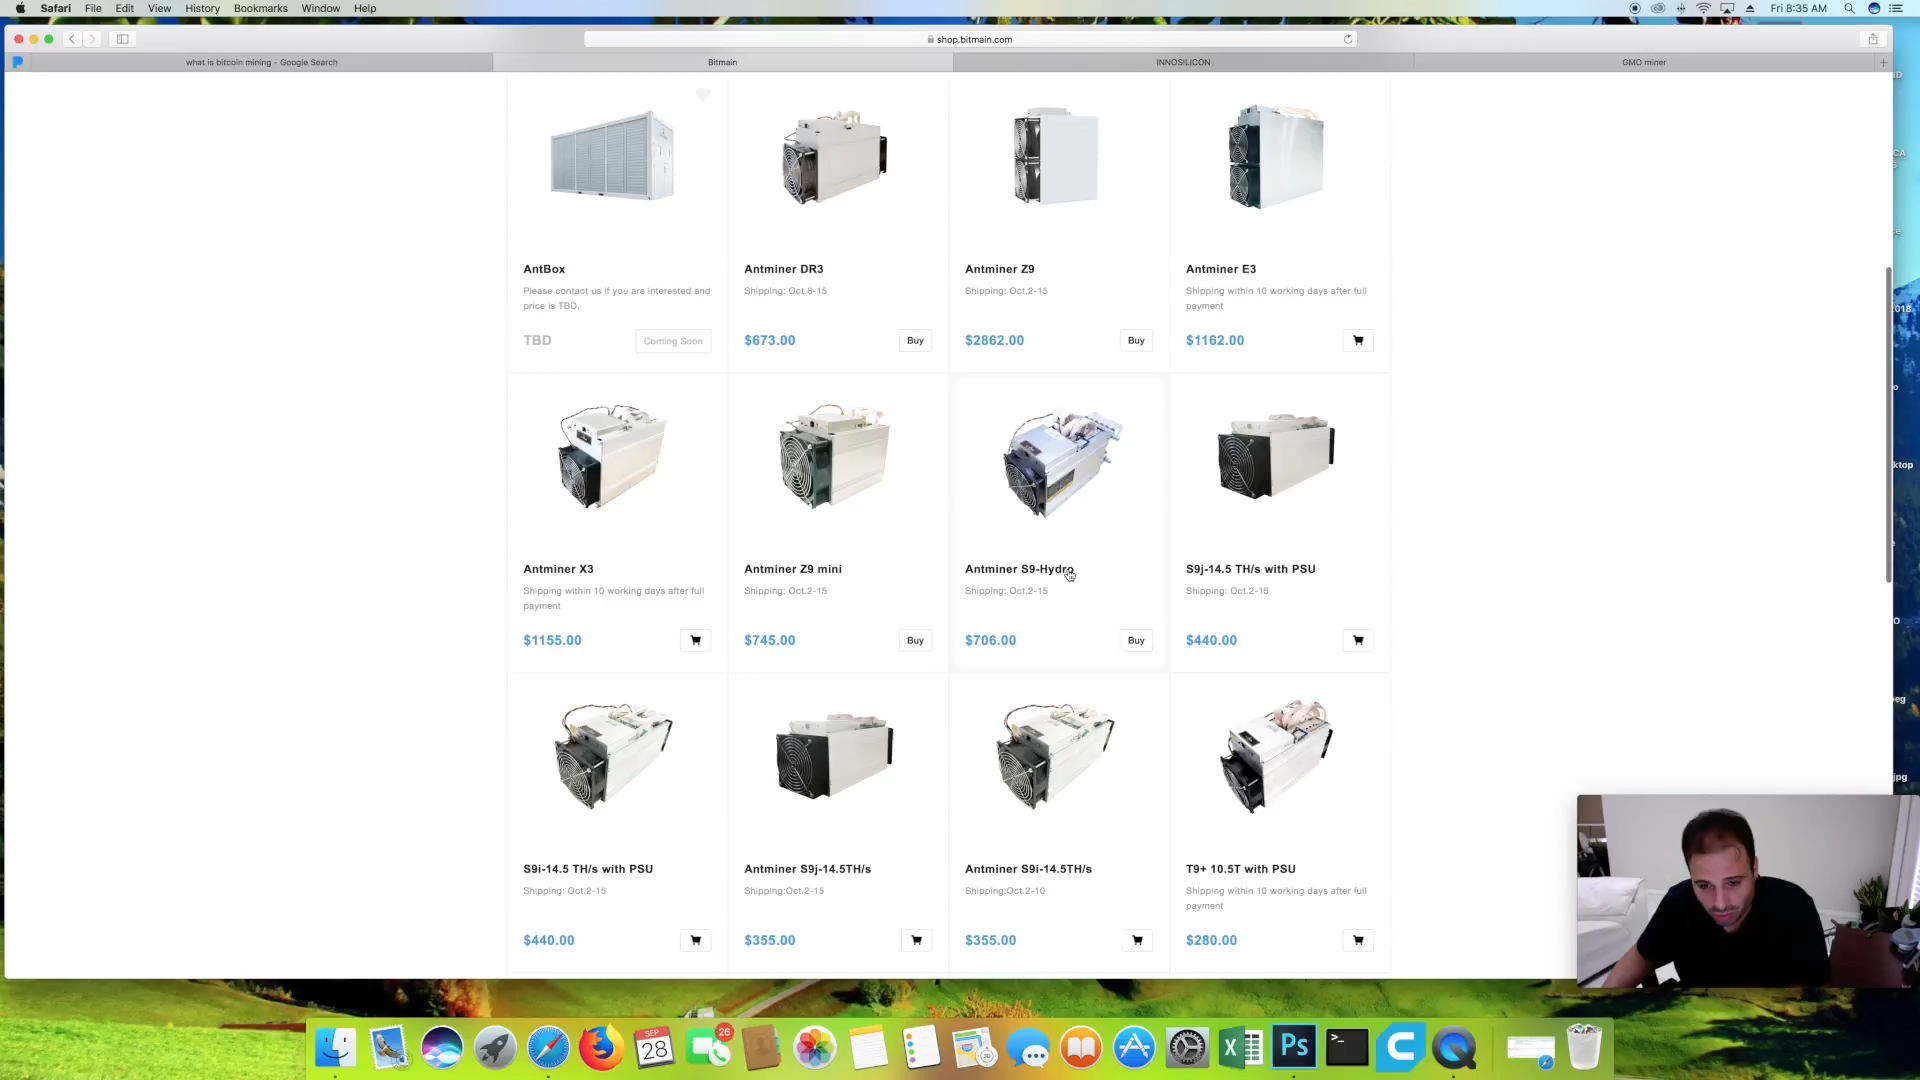 Safari File Edit View History Bookmarks Window Help
Fri 8:35 AM
shop.bitmain.com
what is bitcoin mining - Google Search
Bitmain
INNOSILICON
GMO miner
AntBox
Please contact us if you are interested and
price is TBD.
TBD
Coming Soon
Antminer DR3
Shipping: Oct.8-15
$673.00
Buy
Antminer Z9
Shipping: Oct.2-15
$2862.00
Buy
Antminer E3
Shipping within 10 working days after full
payment
$1162.00
Antminer X3
Shipping within 10 working days after full
payment
$1155.00
Antminer Z9 mini
Shipping: Oct.2-15
$745.00
Buy
Antminer S9-Hydro
Shipping: Oct.2-15
$706.00
Buy
S9j-14.5 TH/s with PSU
Shipping: Oct.2-15
$440.00
S9i-14.5 TH/s with PSU
Shipping: Oct.2-15
$440.00
Antminer S9j-14.5TH/s
Shipping:Oct.2-15
$355.00
Antminer S9i-14.5TH/s
Shipping:Oct.2-10
$355.00
T9+ 10.5T with PSU
Shipping within 10 working days after full
payment
$280.00
2018
ktop
jpg
SEP
28
26
Ps